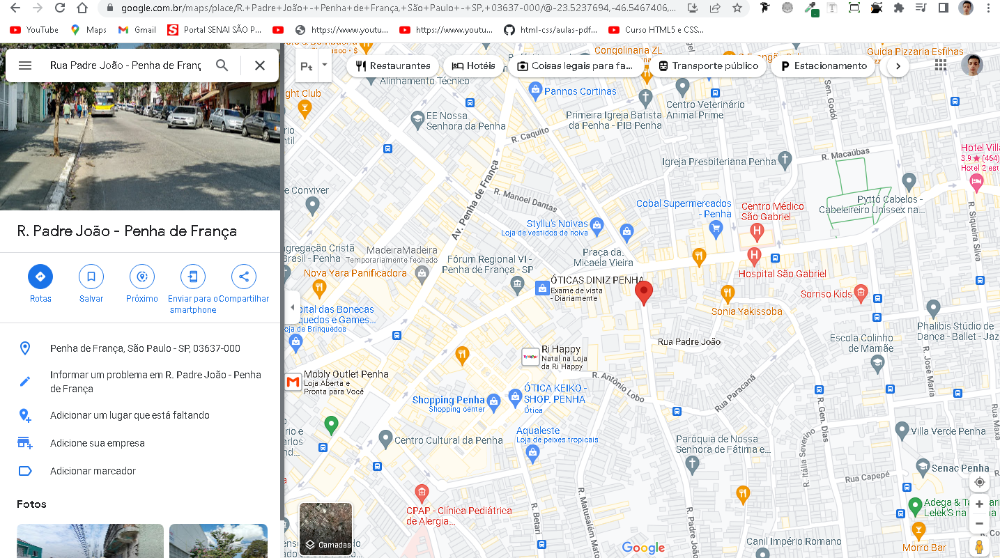 google.com.br/maps/place/R.+Padre+João+-+Penha+de+França,+São+Paulo+-+SP,+03637-000/@-23.5237694,-46.5467406,...
YouTube
Maps
Gmail
Portal SENAI SÃO P...
https://www.youtu...
https://www.youtu...
html-css/aulas-pdf...
Curso HTML5 e CSS...
Rua Padre João - Penha de Franç
R. Padre João - Penha de França
Rotas
Salvar
Próximo
Enviar para o
smartphone
Compartilhar
Penha de França, São Paulo - SP, 03637-000
Informar um problema em R. Padre João - Penha
de França
Adicionar um lugar que está faltando
Adicione sua empresa
Adicionar marcador
Fotos
Restaurantes
Hotéis
Coisas legais para fa...
Transporte público
Estacionamento
Congolinaria ZL
Guida Pizzaria Esfihas
Alinhamento Técnico
ght Club
Pannos Cortinas
EE Nossa
Senhora da Penha
Primeira Igreja Batista
da Penha - PIB Penha
Centro Veterinário
Animal Prime
Sen. Godói
R. Caquito
Igreja Presbiteriana Penha
R. Macaúbas
Hotel Vill
3.9 ★ (464)
Hotel 2 est
Av. Penha de França
e Conviver
R. Manoel Dantas
Cobal Supermercados
- Penha
Centro Médico
São Gabriel
Pyttó Cabelos -
Cabeleireiro Unissex na...
R. Siqueira Silva
Styllu's Noivas
Loja de vestidos de noiva
Praça da.
Micaela Vieira
ngregação Cristã
Brasil - Penha
MadeiraMadeira
Temporariamente fechado
Fórum Regional VI -
Penha de França - SP
Nova Yara Panificadora
Hospital São Gabriel
ÓTICAS DINIZ PENHA
Exame de vista
- Diariamente
Sorriso Kids
Sonia Yakissoba
pital das Bonecas
quedos e Games...
oja de Brinquedos
Phalibis Stúdio de
Dança - Ballet - Jaz
Escola Colinho
de Mamãe
Rua Padre João
Ri Happy
Natal na Loja
da Ri Happy
R. José Maria
Mobly Outlet Penha
Loja Aberta e
Pronta para Você
R. Antônio Lobo
ÓTICA KEIKO -
SHOP. PENHA
Ótica
Rua Paracanã
Shopping Penha
Shopping center
R. Gen. Dias
Rua Maxa
Aqualeste
Loja de peixes tropicais
Centro Cultural da Penha
Paróquia de Nossa
Senhora de Fátima e...
Villa Verde Penha
R. Itália Severino
Senac Penha
Rua Capepé
CPAP - Clínica Pediátrica
de Alergia...
R. Betari
R. Matusalém Mato
R. Padre João
Adega & Ta
Lelek'S na
Camadas
Google
Canil Império Romano
Morro Bar
R. Co